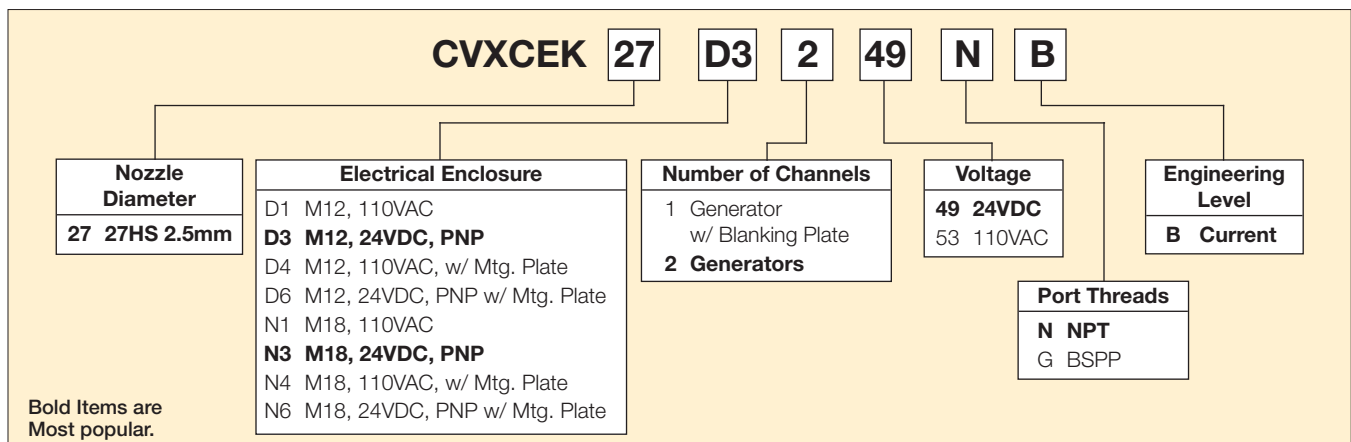 CVXCEK 27 D3 2 49 N B
Nozzle
Diameter
27 27HS 2.5mm
Electrical Enclosure
D1 M12, 110VAC
D3 M12, 24VDC, PNP
D4 M12, 110VAC, w/ Mtg. Plate
D6 M12, 24VDC, PNP w/ Mtg. Plate
N1 M18, 110VAC
N3 M18, 24VDC, PNP
N4 M18, 110VAC, w/ Mtg. Plate
N6 M18, 24VDC, PNP w/ Mtg. Plate
Number of Channels
1 Generator
w/ Blanking Plate
2 Generators
Voltage
49 24VDC
53 110VAC
Port Threads
N NPT
G BSPP
Engineering
Level
B Current
Bold Items are
Most popular.